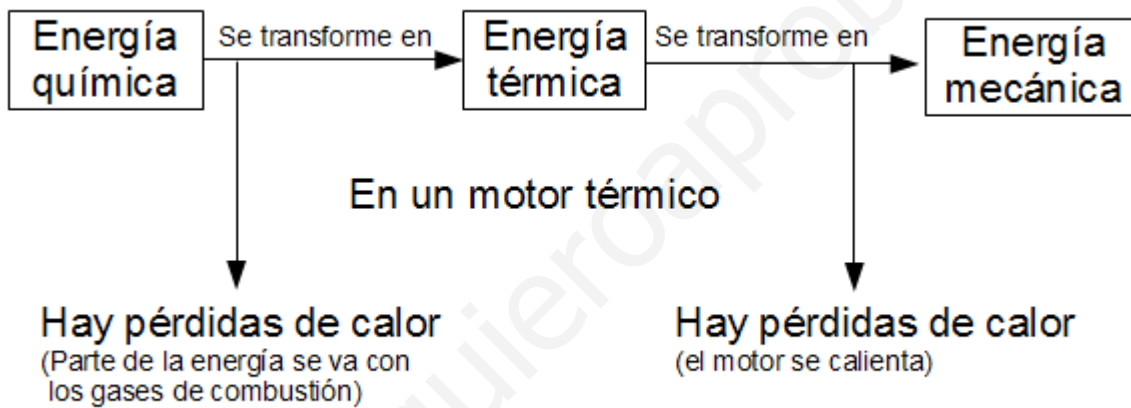 Energía
química
Se transforme en
Energía
térmica
Se transforme en
Energía
mecánica
En un motor térmico
Hay pérdidas de calor
(Parte de la energía se va con
los gases de combustión)
Hay pérdidas de calor
(el motor se calienta)